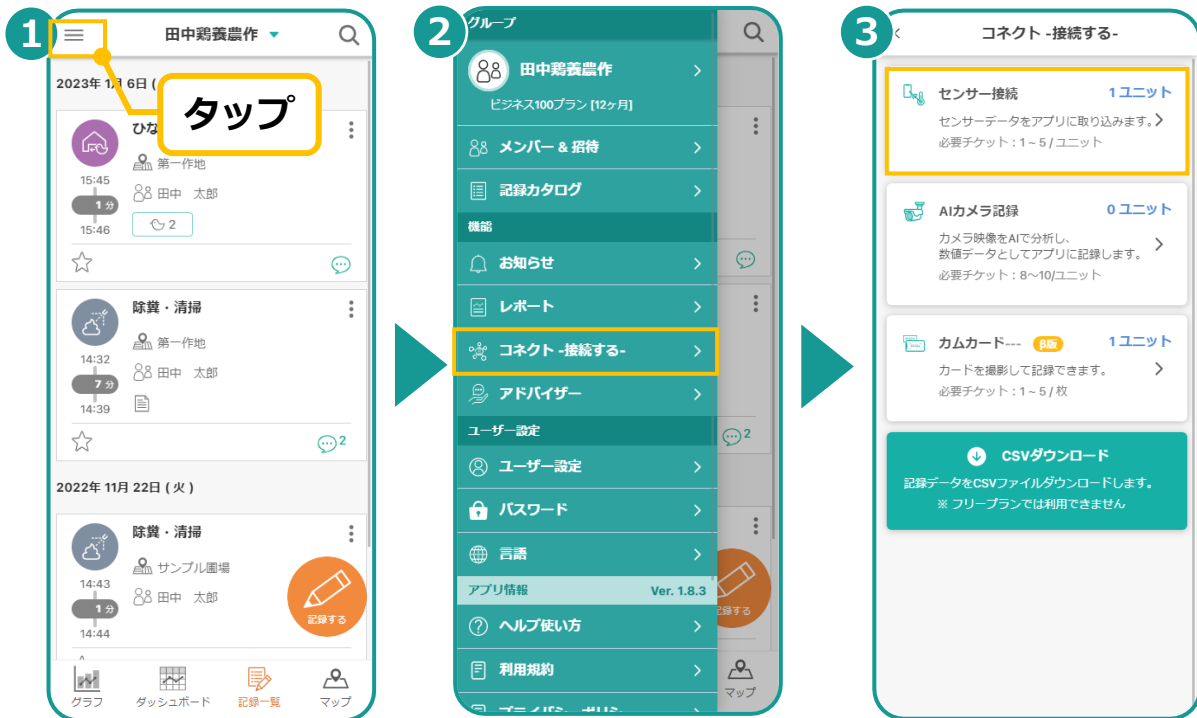 1
田中鶏養農作
2023年 1月 6日 (
タップ
ひな
第一作地
15:45
田中 太郎
1 分
15:46
2
除糞・清掃
第一作地
14:32
田中 太郎
7 分
14:39
2
2022年 11月 22日 ( 火 )
除糞・清掃
サンプル圃場
14:43
田中 太郎
1 分
14:44
記録する
グラフ
ダッシュボード
記録一覧
マップ
2
グループ
田中鶏養農作
ビジネス100プラン [12ヶ月]
メンバー & 招待
記録カタログ
機能
お知らせ
レポート
コネクト -接続する-
アドバイザー
2
ユーザー設定
ユーザー設定
パスワード
言語
アプリ情報
Ver. 1.8.3
記録する
ヘルプ使い方
利用規約
マップ
3
コネクト -接続する-
センサー接続
1 ユニット
センサーデータをアプリに取り込みます。
必要チケット : 1 ~ 5 / ユニット
AIカメラ記録
0 ユニット
カメラ映像をAIで分析し、
数値データとしてアプリに記録します。
必要チケット : 8~10/ユニット
カムカード--- β版
1 ユニット
カードを撮影して記録できます。
必要チケット : 1 ~ 5 / 枚
CSVダウンロード
記録データをCSVファイルダウンロードします。
※ フリープランでは利用できません